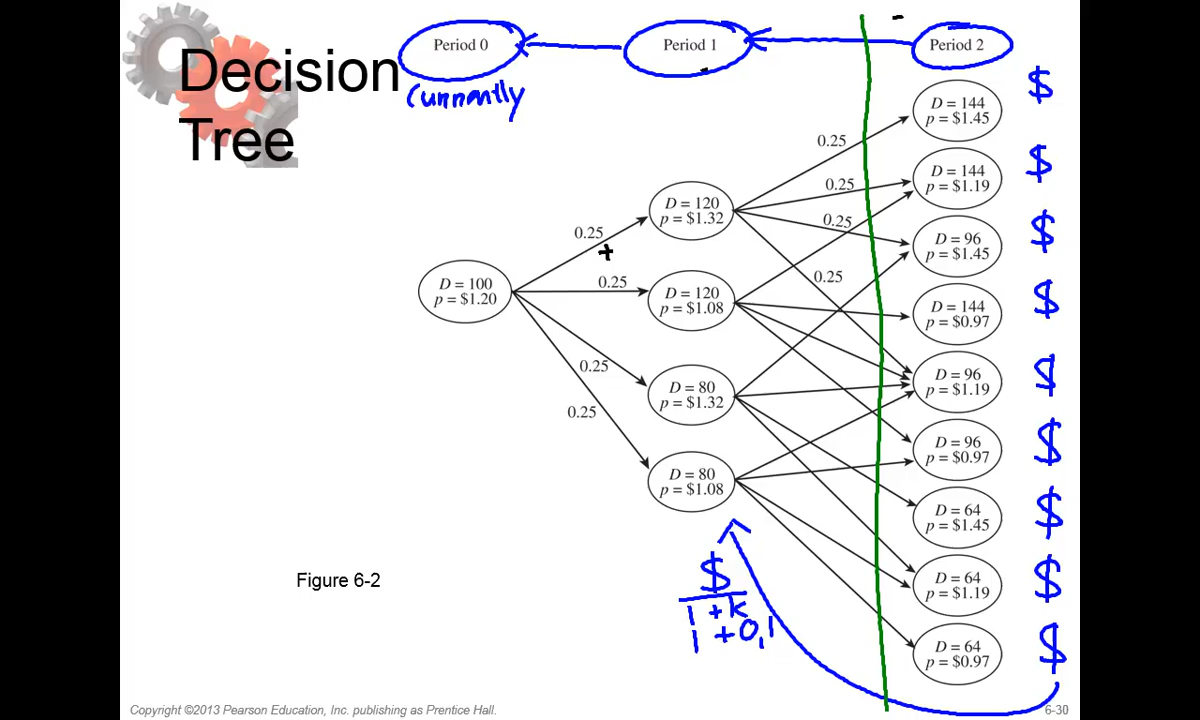 Decision
Tree
Period 0
Period 1
Period 2
Currently
D = 100
p = $1.20
0.25
0.25
0.25
0.25
D = 120
p = $1.32
D = 120
p = $1.08
D = 80
p = $1.32
D = 80
p = $1.08
0.25
0.25
0.25
0.25
D = 144
p = $1.45
D = 144
p = $1.19
D = 96
p = $1.45
D = 144
p = $0.97
D = 96
p = $1.19
D = 96
p = $0.97
D = 64
p = $1.45
D = 64
p = $1.19
D = 64
p = $0.97
$
$
$
$
$
$
$
$
$
$
1 + k
1 + 0,1
+
Figure 6-2
Copyright ©2013 Pearson Education, Inc. publishing as Prentice Hall.
6-30